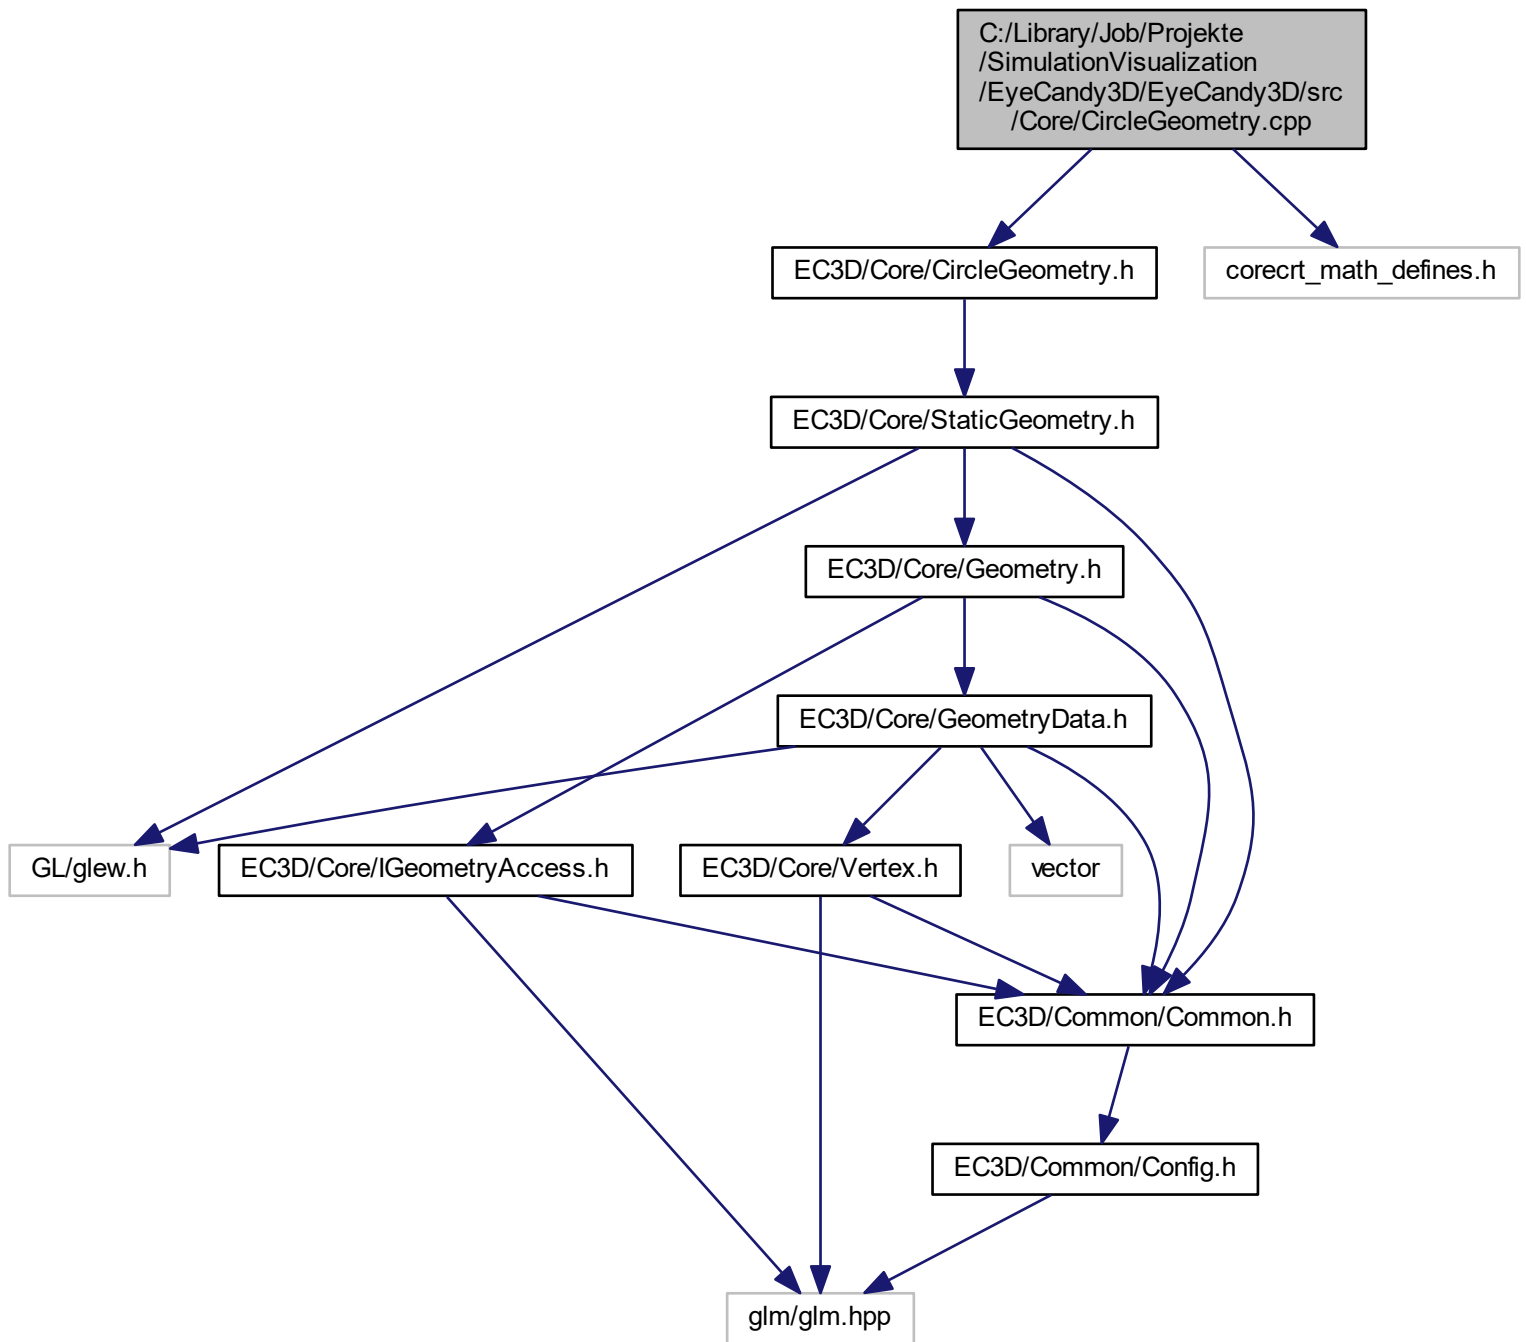 C:/Library/Job/Projekte
/SimulationVisualization
/EyeCandy3D/EyeCandy3D/src
/Core/CircleGeometry.cpp
EC3D/Core/CircleGeometry.h
corecrt_math_defines.h
EC3D/Core/StaticGeometry.h
EC3D/Core/Geometry.h
EC3D/Core/GeometryData.h
GL/glew.h
EC3D/Core/IGeometryAccess.h
EC3D/Core/Vertex.h
vector
EC3D/Common/Common.h
EC3D/Common/Config.h
glm/glm.hpp